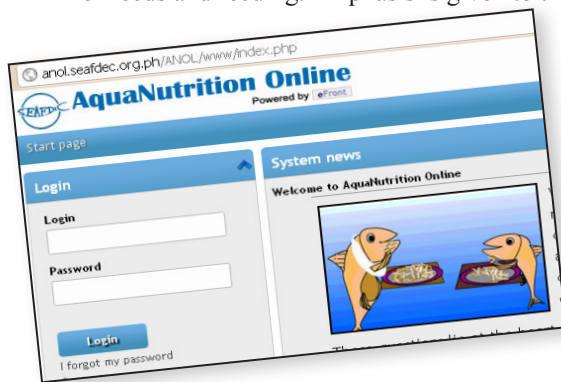 anol.seafdec.org.ph/ANOL/www/index.php
SEAFDEC
AquaNutrition Online
Powered by eFront
Start page
Login
Login
Password
Login
I forgot my password
System news
Welcome to AquaNutrition Online